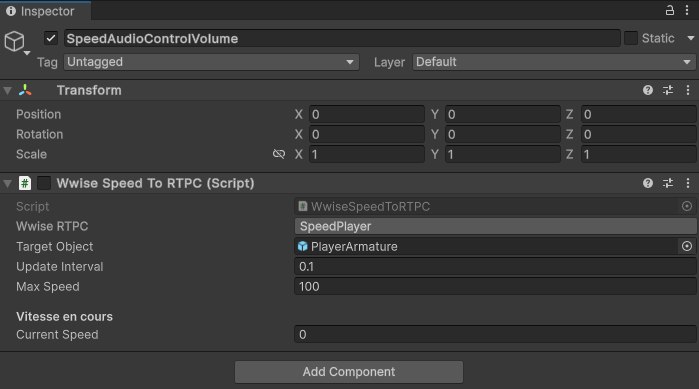 Inspector
SpeedAudioControlVolume Static
Tag Untagged Layer Default
Transform
Position X 0 Y 0 Z 0
Rotation X 0 Y 0 Z 0
Scale X 1 Y 1 Z 1
# Wwise Speed To RTPC (Script)
Script WwiseSpeedToRTPC
Wwise RTPC SpeedPlayer
Target Object PlayerArmature
Update Interval 0.1
Max Speed 100
Vitesse en cours
Current Speed 0
Add Component